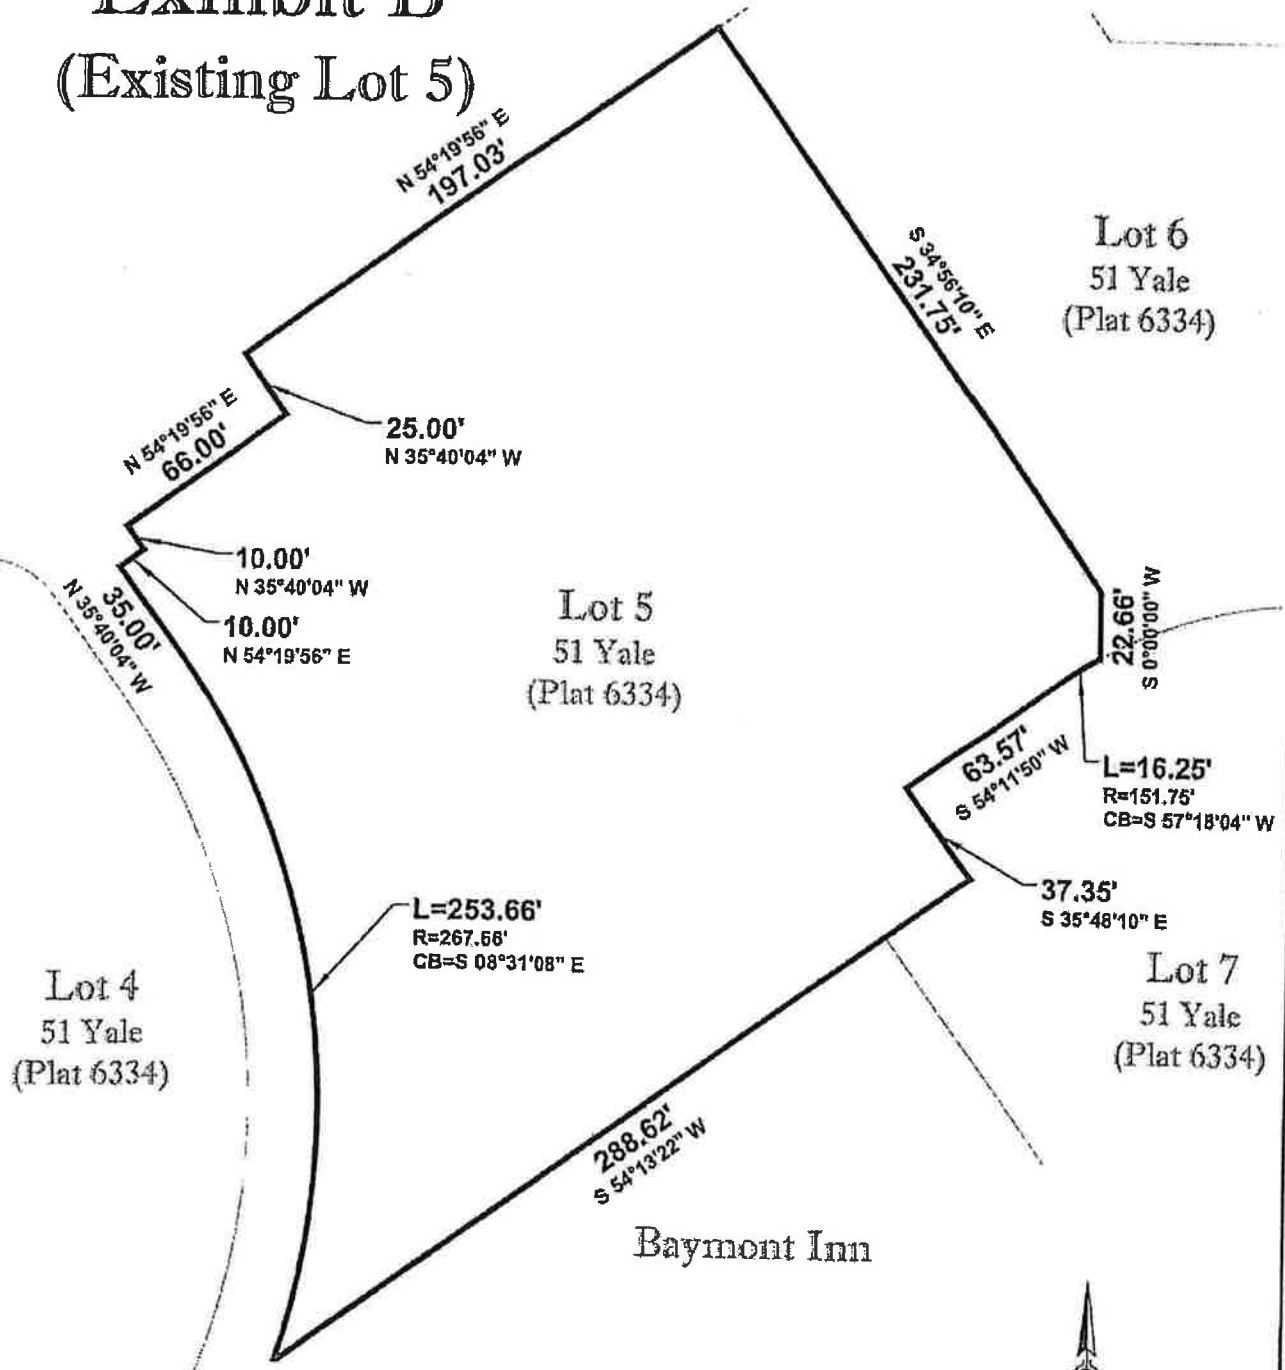 Exhibit B
(Existing Lot 5)
N 54°19'56" E
197.03'
S 34°56'10" E
231.75'
Lot 6
51 Yale
(Plat 6334)
N 54°19'56" E
66.00'
25.00'
N 35°40'04" W
10.00'
N 35°40'04" W
10.00'
N 54°19'56" E
35.00'
N 35°40'04" W
Lot 5
51 Yale
(Plat 6334)
22.66'
S 0°00'00" W
63.57'
S 54°11'50" W
L=16.25'
R=151.75'
CB=S 57°18'04" W
37.35'
S 35°48'10" E
L=253.66'
R=267.66'
CB=S 08°31'08" E
Lot 4
51 Yale
(Plat 6334)
Lot 7
51 Yale
(Plat 6334)
288.62'
S 54°13'22" W
Baymont Inn